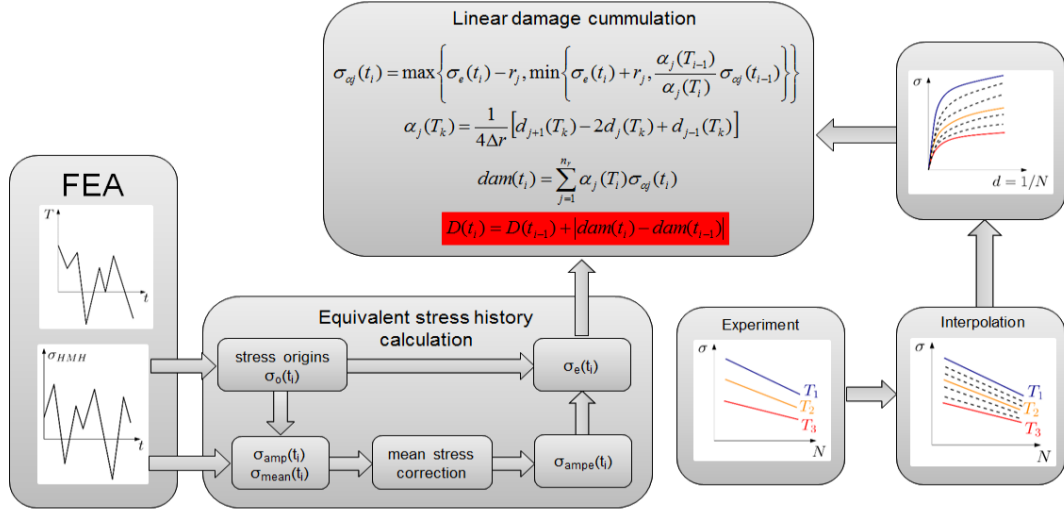 Linear damage cummulation
σ_αj(t_i) = max{σ_e(t_i) − r_j, min{σ_e(t_i) + r_j, α_j(T_{i−1})/α_j(T_i) σ_αj(t_{i−1})}}
α_j(T_k) = 1/(4Δr) [d_{j+1}(T_k) − 2d_j(T_k) + d_{j−1}(T_k)]
dam(t_i) = ∑_{j=1}^{n_r} α_j(T_i)σ_αj(t_i)
D(t_i) = D(t_{i−1}) + |dam(t_i) − dam(t_{i−1})|
σ
d = 1/N
FEA
T
t
σ_HMH
t
Equivalent stress history
calculation
stress origins
σ_o(t_i)
σ_e(t_i)
σ_amp(t_i)
σ_mean(t_i)
mean stress
correction
σ_ampe(t_i)
Experiment
σ
T_1
T_2
T_3
N
Interpolation
σ
T_1
T_2
T_3
N